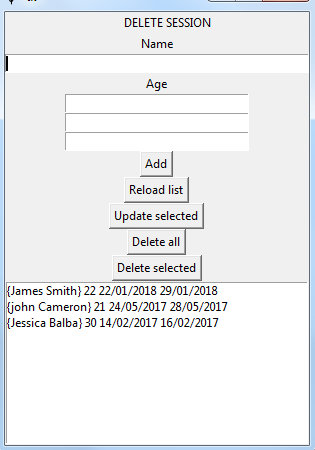 DELETE SESSION
Name
Age
Add
Reload list
Update selected
Delete all
Delete selected
{James Smith} 22 22/01/2018 29/01/2018
{john Cameron} 21 24/05/2017 28/05/2017
{Jessica Balba} 30 14/02/2017 16/02/2017